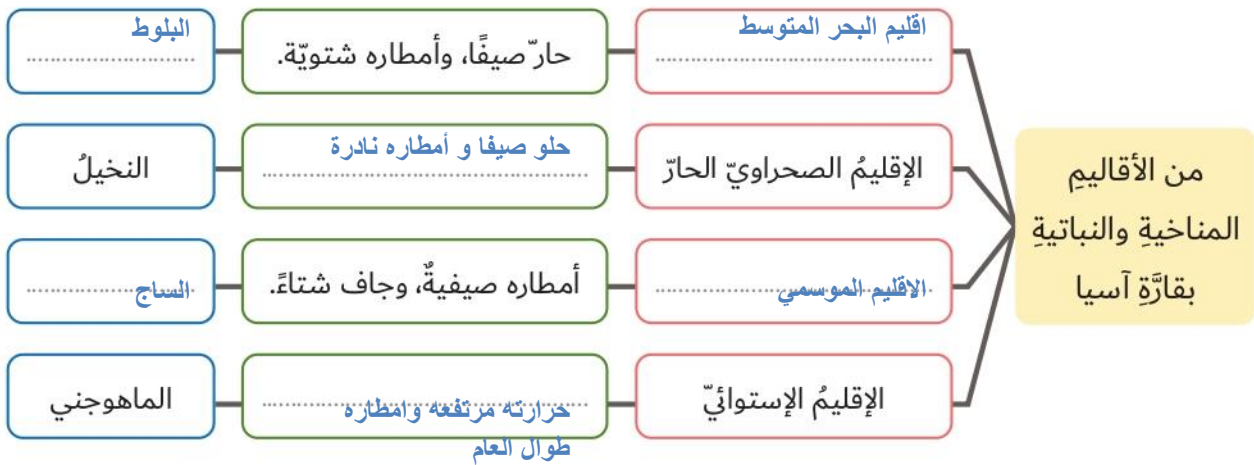 من الأقاليمِ
المناخيةِ والنباتيةِ
بقارَّةِ آسيا
اقليم البحر المتوسط
حارّ صيفًا، وأمطاره شتويّة.
البلوط
الإقليمُ الصحراويّ الحارّ
حلو صيفا و أمطاره نادرة
النخيلُ
الاقليم الموسمي
أمطاره صيفيةٌ، وجاف شتاءً.
الساج
الإقليمُ الإستوائيّ
حرارته مرتفعه وامطاره
طوال العام
الماهوجني